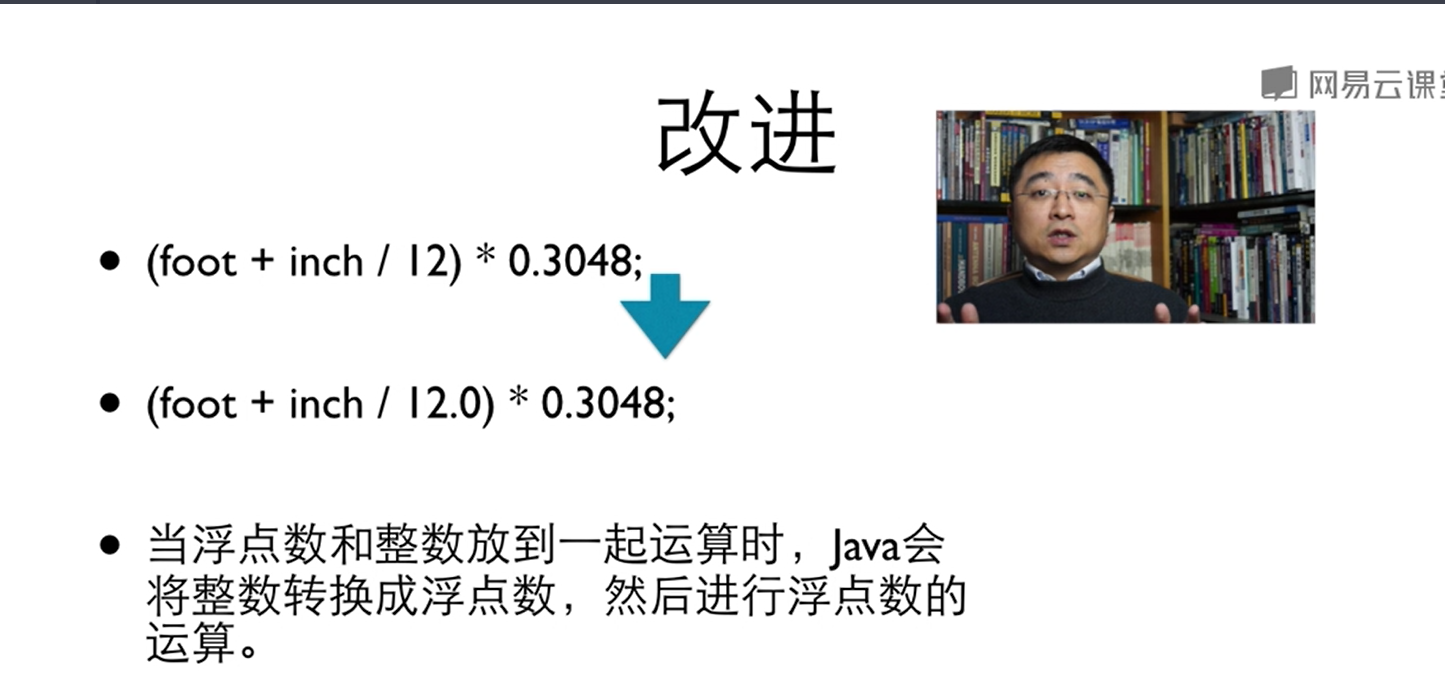 网易云课堂
改进
(foot + inch / 12) * 0.3048;
(foot + inch / 12.0) * 0.3048;
当浮点数和整数放到一起运算时，Java会
将整数转换成浮点数，然后进行浮点数的
运算。